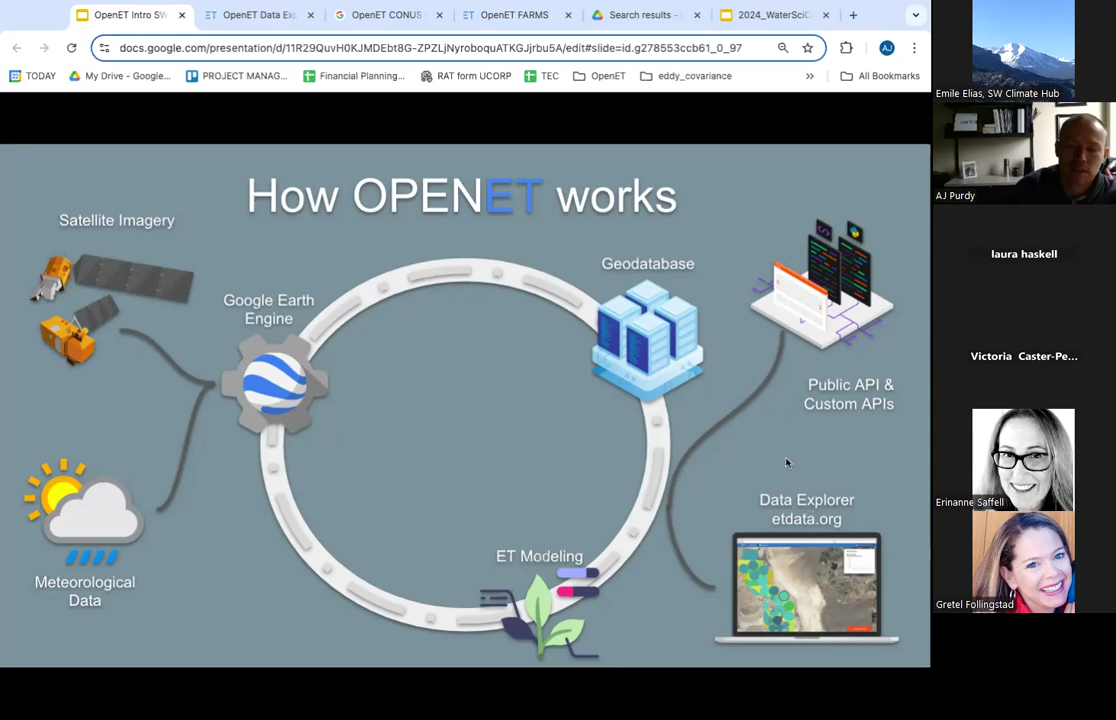 OpenET Intro SW
OpenET Data Exp
OpenET CONUS
OpenET FARMS
Search results -
2024_WaterSciC
docs.google.com/presentation/d/11R29QuvH0KJMDEbt8G-ZPZLjNyroboquATKGJjrbu5A/edit#slide=id.g278553ccb61_0_97
AJ
TODAY
My Drive - Google...
PROJECT MANAG...
Financial Planning...
RAT form UCORP
TEC
OpenET
eddy_covariance
»
All Bookmarks
How OPENET works
Satellite Imagery
Google Earth
Engine
Geodatabase
Public API &
Custom APIs
Data Explorer
etdata.org
ET Modeling
Meteorological
Data
Emile Elias, SW Climate Hub
AJ Purdy
laura haskell
Victoria Caster-Pe...
Erinanne Saffell
Gretel Follingstad